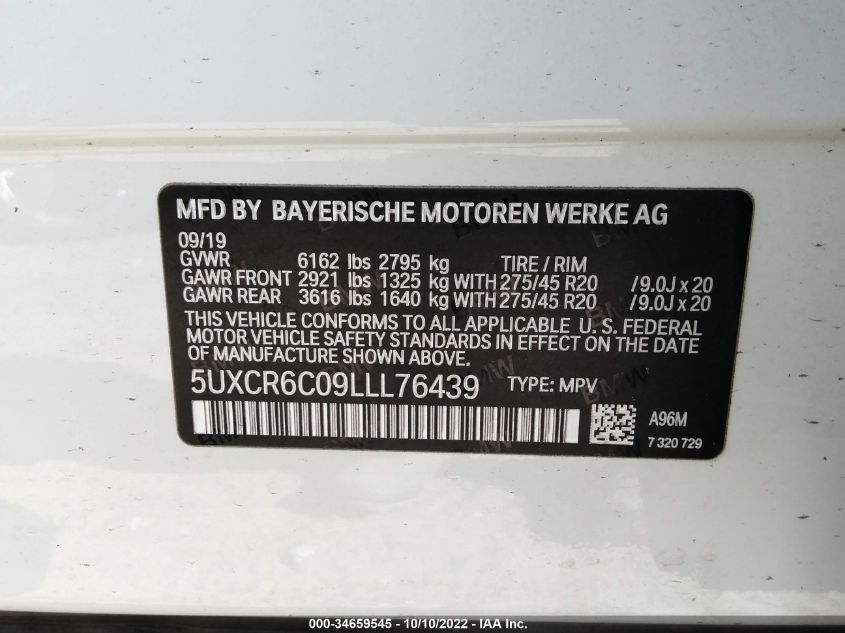 MFD BY BAYERISCHE MOTOREN WERKE AG
09/19
GVWR 6162 lbs 2795 kg TIRE / RIM
GAWR FRONT 2921 lbs 1325 kg WITH 275/45 R20 / 9.0J x 20
GAWR REAR 3616 lbs 1640 kg WITH 275/45 R20 / 9.0J x 20
THIS VEHICLE CONFORMS TO ALL APPLICABLE U. S. FEDERAL
MOTOR VEHICLE SAFETY STANDARDS IN EFFECT ON THE DATE
OF MANUFACTURE SHOWN ABOVE.
5UXCR6C09LLL76439 TYPE: MPV
A96M
7 320 729
000-34659545 - 10/10/2022 - IAA Inc.